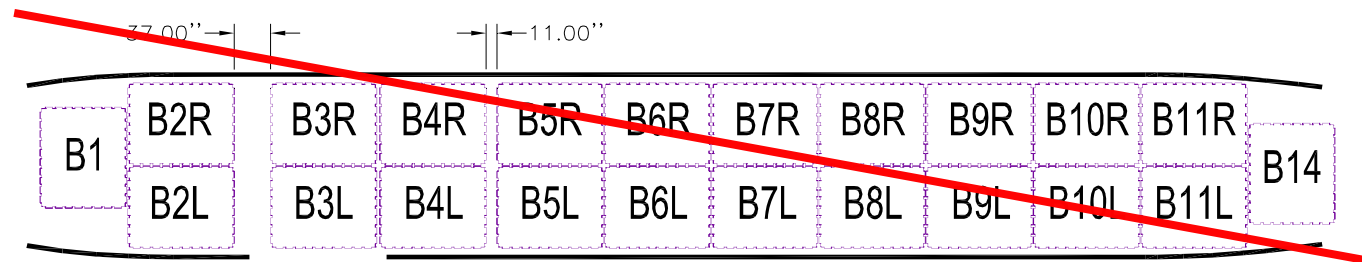 37.00'' 11.00''
B2R B3R B4R B5R B6R B7R B8R B9R B10R B11R
B1 B14
B2L B3L B4L B5L B6L B7L B8L B9L B10L B11L